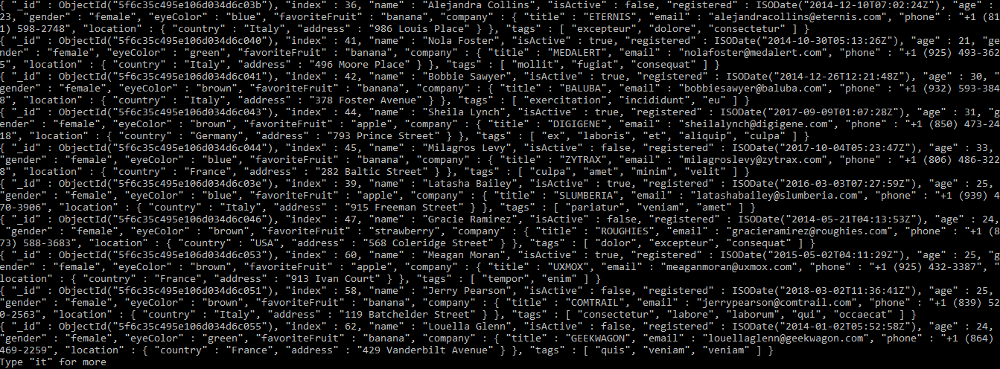 { "_id" : ObjectId("5f6c35c495e106d034d6c03b"), "index" : 36, "name" : "Alejandra Collins", "isActive" : false, "registered" : ISODate("2014-12-10T07:02:24Z"), "age" :
23, "gender" : "female", "eyeColor" : "blue", "favoriteFruit" : "banana", "company" : { "title" : "ETERNIS", "email" : "alejandracollins@eternis.com", "phone" : "+1 (81
1) 598-2748", "location" : { "country" : "Italy", "address" : "986 Louis Place" } }, "tags" : [ "excepteur", "dolore", "consectetur" ] }
{ "_id" : ObjectId("5f6c35c495e106d034d6c040"), "index" : 41, "name" : "Nola Foster", "isActive" : true, "registered" : ISODate("2014-10-30T05:13:26Z"), "age" : 21, "ge
nder" : "female", "eyeColor" : "green", "favoriteFruit" : "banana", "company" : { "title" : "MEDALERT", "email" : "nolafoster@medalert.com", "phone" : "+1 (925) 493-362
5", "location" : { "country" : "Italy", "address" : "496 Moore Place" } }, "tags" : [ "mollit", "fugiat", "consequat" ] }
{ "_id" : ObjectId("5f6c35c495e106d034d6c041"), "index" : 42, "name" : "Bobbie Sawyer", "isActive" : true, "registered" : ISODate("2014-12-26T12:21:48Z"), "age" : 30, "
gender" : "female", "eyeColor" : "brown", "favoriteFruit" : "banana", "company" : { "title" : "BALUBA", "email" : "bobbiesawyer@baluba.com", "phone" : "+1 (932) 593-384
8", "location" : { "country" : "Italy", "address" : "378 Foster Avenue" } }, "tags" : [ "exercitation", "incididunt", "eu" ] }
{ "_id" : ObjectId("5f6c35c495e106d034d6c043"), "index" : 44, "name" : "Sheila Lynch", "isActive" : true, "registered" : ISODate("2017-09-09T01:07:28Z"), "age" : 31, "g
ender" : "female", "eyeColor" : "brown", "favoriteFruit" : "apple", "company" : { "title" : "DIGIGENE", "email" : "sheilalynch@digigene.com", "phone" : "+1 (850) 473-24
18", "location" : { "country" : "Germany", "address" : "793 Prince Street" } }, "tags" : [ "ex", "laboris", "et", "aliquip", "culpa" ] }
{ "_id" : ObjectId("5f6c35c495e106d034d6c044"), "index" : 45, "name" : "Milagros Levy", "isActive" : false, "registered" : ISODate("2017-10-04T05:23:47Z"), "age" : 33,
"gender" : "female", "eyeColor" : "blue", "favoriteFruit" : "banana", "company" : { "title" : "ZYTRAX", "email" : "milagroslevy@zytrax.com", "phone" : "+1 (806) 486-322
8", "location" : { "country" : "France", "address" : "282 Baltic Street" } }, "tags" : [ "culpa", "amet", "minim", "velit" ] }
{ "_id" : ObjectId("5f6c35c495e106d034d6c03e"), "index" : 39, "name" : "Latasha Bailey", "isActive" : true, "registered" : ISODate("2016-03-03T07:27:59Z"), "age" : 25,
"gender" : "female", "eyeColor" : "blue", "favoriteFruit" : "apple", "company" : { "title" : "SLUMBERIA", "email" : "latashabailey@slumberia.com", "phone" : "+1 (939) 4
70-3906", "location" : { "country" : "Italy", "address" : "915 Freeman Street" } }, "tags" : [ "pariatur", "veniam", "amet" ] }
{ "_id" : ObjectId("5f6c35c495e106d034d6c046"), "index" : 47, "name" : "Gracie Ramirez", "isActive" : false, "registered" : ISODate("2014-05-21T04:13:53Z"), "age" : 24,
"gender" : "female", "eyeColor" : "brown", "favoriteFruit" : "strawberry", "company" : { "title" : "ROUGHIES", "email" : "gracieramirez@roughies.com", "phone" : "+1 (8
73) 588-3683", "location" : { "country" : "USA", "address" : "568 Coleridge Street" } }, "tags" : [ "dolor", "excepteur", "consequat" ] }
{ "_id" : ObjectId("5f6c35c495e106d034d6c053"), "index" : 60, "name" : "Meagan Moran", "isActive" : true, "registered" : ISODate("2015-05-02T04:11:29Z"), "age" : 25, "g
ender" : "female", "eyeColor" : "brown", "favoriteFruit" : "apple", "company" : { "title" : "UXMOX", "email" : "meaganmoran@uxmox.com", "phone" : "+1 (925) 432-3387", "
location" : { "country" : "France", "address" : "913 Ivan Court" } }, "tags" : [ "tempor", "enim" ] }
{ "_id" : ObjectId("5f6c35c495e106d034d6c051"), "index" : 58, "name" : "Jerry Pearson", "isActive" : false, "registered" : ISODate("2018-03-02T11:36:41Z"), "age" : 25,
"gender" : "female", "eyeColor" : "brown", "favoriteFruit" : "banana", "company" : { "title" : "COMTRAIL", "email" : "jerrypearson@comtrail.com", "phone" : "+1 (839) 52
0-2563", "location" : { "country" : "Italy", "address" : "119 Batchelder Street" } }, "tags" : [ "consectetur", "labore", "laborum", "qui", "occaecat" ] }
{ "_id" : ObjectId("5f6c35c495e106d034d6c055"), "index" : 62, "name" : "Louella Glenn", "isActive" : false, "registered" : ISODate("2014-01-02T05:52:58Z"), "age" : 24,
"gender" : "female", "eyeColor" : "green", "favoriteFruit" : "banana", "company" : { "title" : "GEEKWAGON", "email" : "louellaglenn@geekwagon.com", "phone" : "+1 (864)
469-2259", "location" : { "country" : "France", "address" : "429 Vanderbilt Avenue" } }, "tags" : [ "quis", "veniam", "veniam" ] }
Type "it" for more